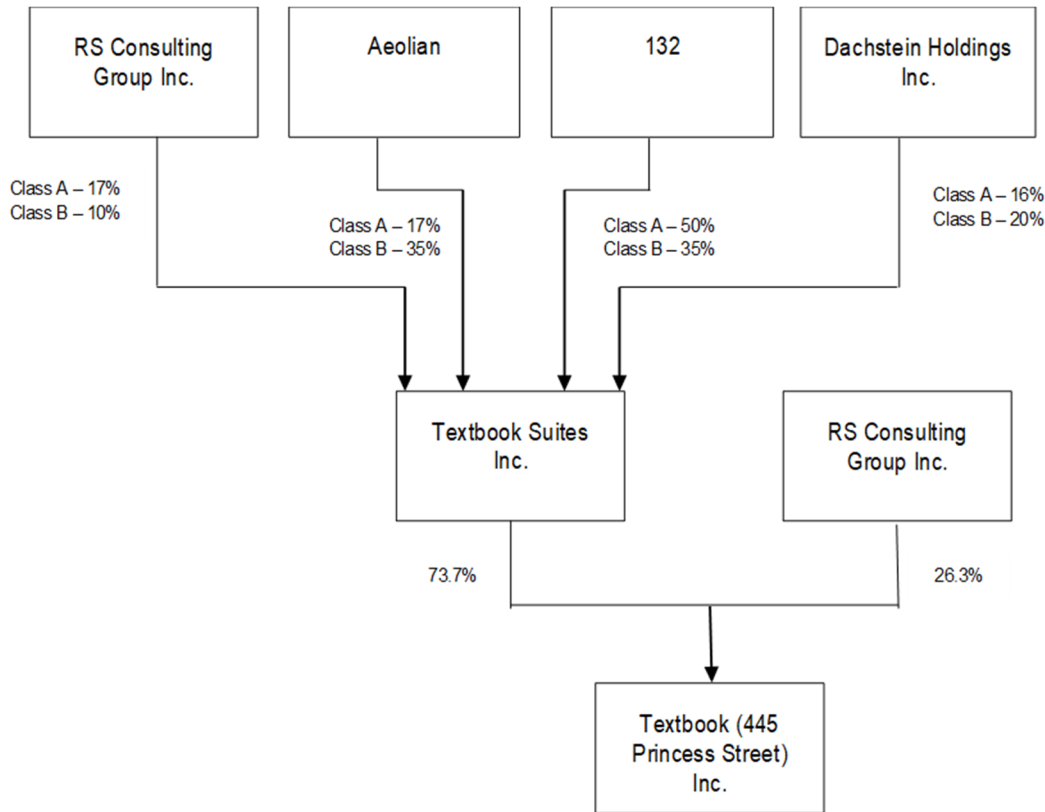 RS Consulting
Group Inc.
Aeolian
132
Dachstein Holdings
Inc.
Class A – 17%
Class B – 10%
Class A – 17%
Class B – 35%
Class A – 50%
Class B – 35%
Class A – 16%
Class B – 20%
Textbook Suites
Inc.
RS Consulting
Group Inc.
73.7%
26.3%
Textbook (445
Princess Street)
Inc.